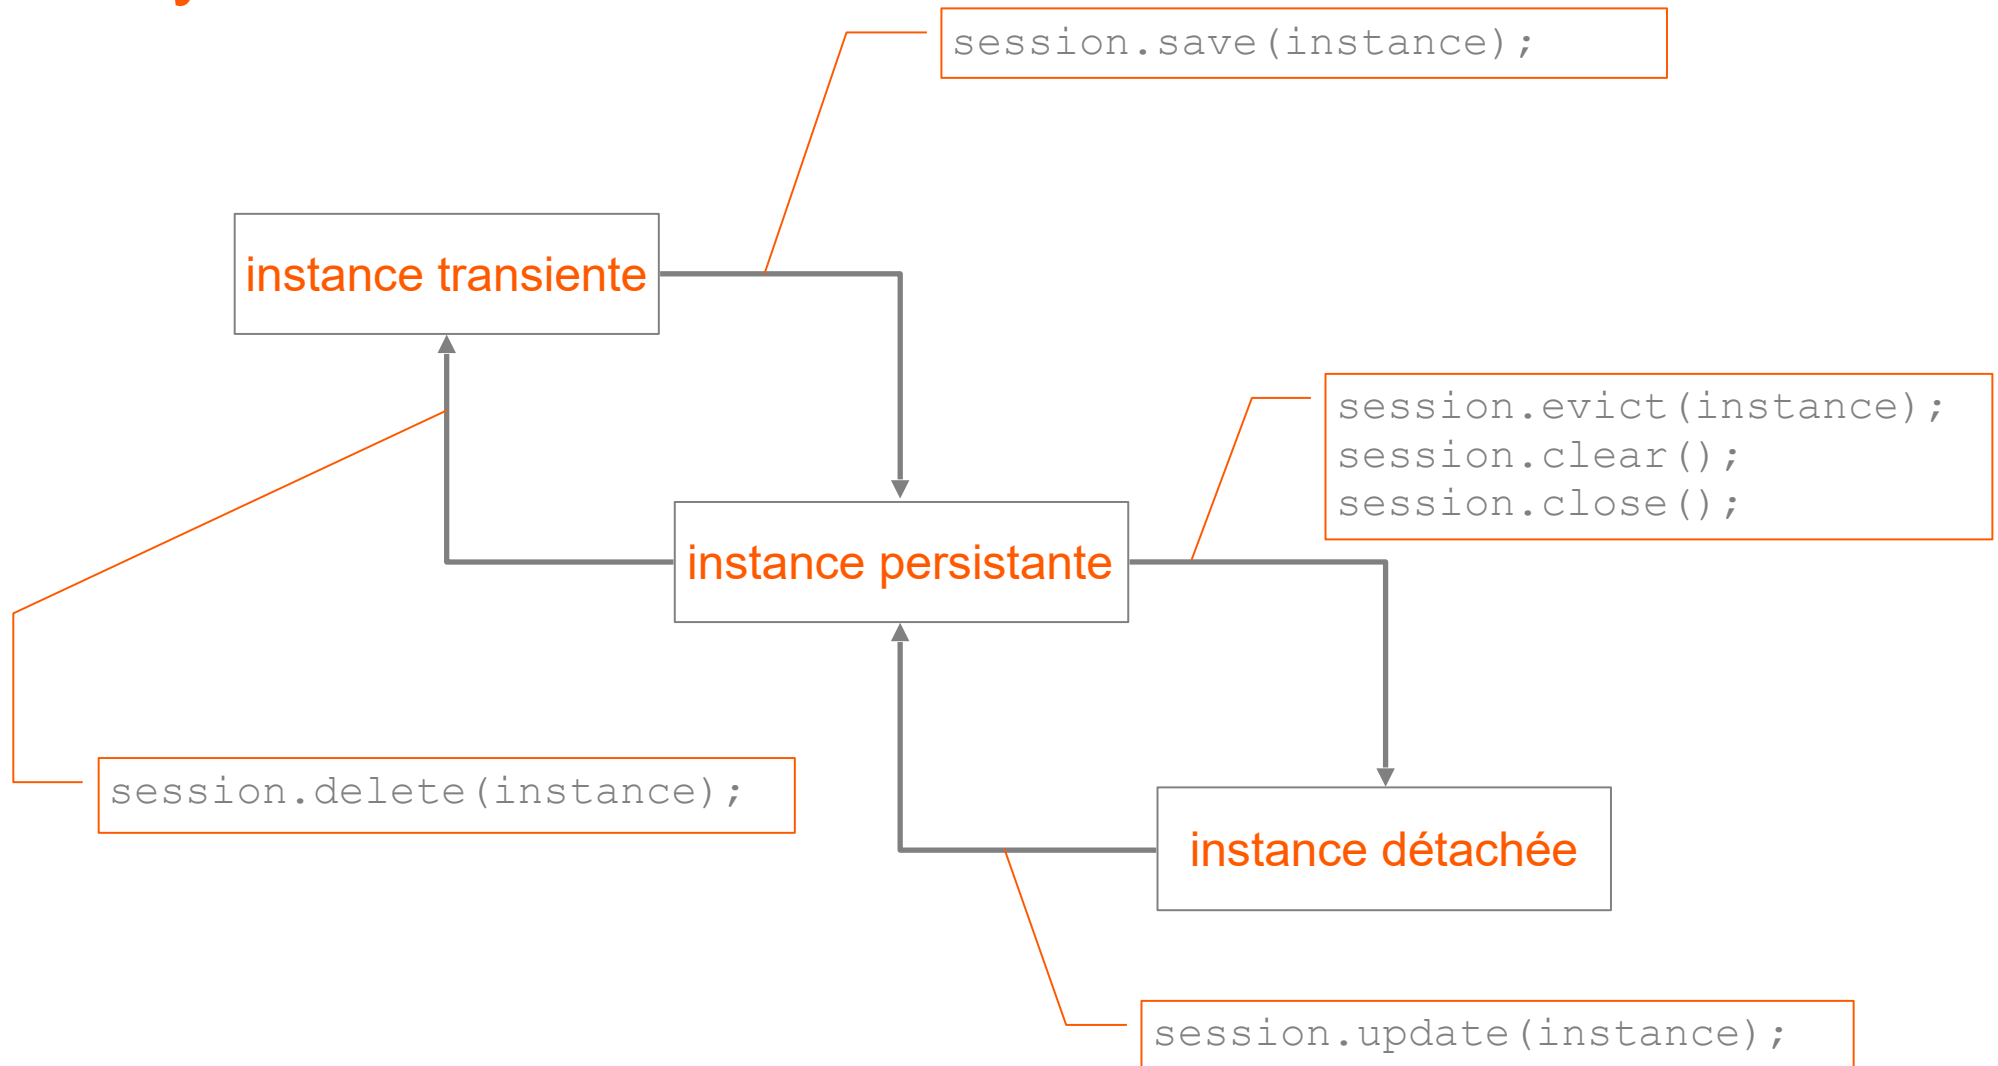 session.save(instance);
instance transiente
session.evict(instance);
session.clear();
session.close();
instance persistante
session.delete(instance);
instance détachée
session.update(instance);